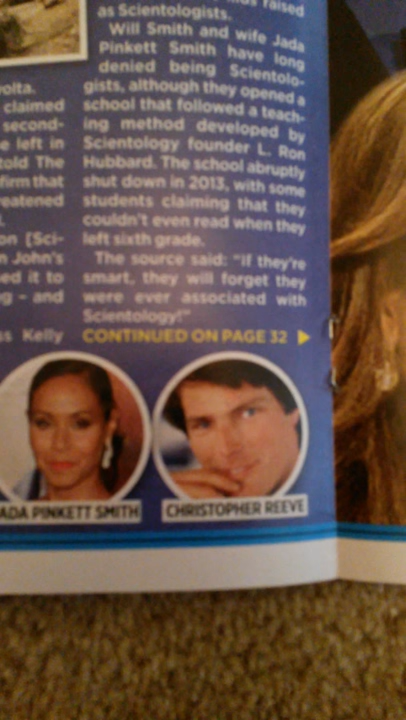 volta.
claimed
second-
e left in
told The
firm that
reatened
on [Sci-
n John's
ed it to
g – and
ss Kelly
raised
as Scientologists.
Will Smith and wife Jada
Pinkett Smith have long
denied being Scientolo-
gists, although they opened a
school that followed a teach-
ing method developed by
Scientology founder L. Ron
Hubbard. The school abruptly
shut down in 2013, with some
students claiming that they
couldn't even read when they
left sixth grade.
The source said: "If they're
smart, they will forget they
were ever associated with
Scientology!"
CONTINUED ON PAGE 32
ADA PINKETT SMITH
CHRISTOPHER REEVE